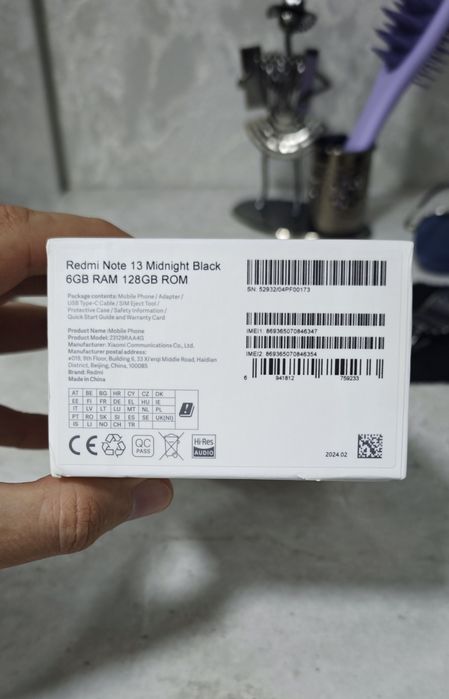 Redmi Note 13 Midnight Black
6GB RAM 128GB ROM
Package contents: Mobile Phone / Adapter /
USB Type-C Cable / SIM Eject Tool /
Protective Case / Safety Information /
Quick Start Guide and Warranty Card
Product Name :Mobile Phone
Product Model: 23129RAA4G
Manufacturer: Xiaomi Communications Co., Ltd.
Manufacturer postal address:
#019, 9th Floor, Building 6, 33 Xi'erqi Middle Road, Haidian
District, Beijing, China, 100085
Brand: Redmi
Made in China
AT BE BG HR CY CZ DK
EE FI FR DE EL HU IE
IT LV LT LU MT NL PL
PT RO SK SI ES SE UK(NI)
IS LI NO CH TR
CE
QC
PASS
Hi-Res
AUDIO
SN: 52932/04PF00173
IMEI1: 869365070846347
IMEI2: 869365070846354
6 941812 759233
2024.02